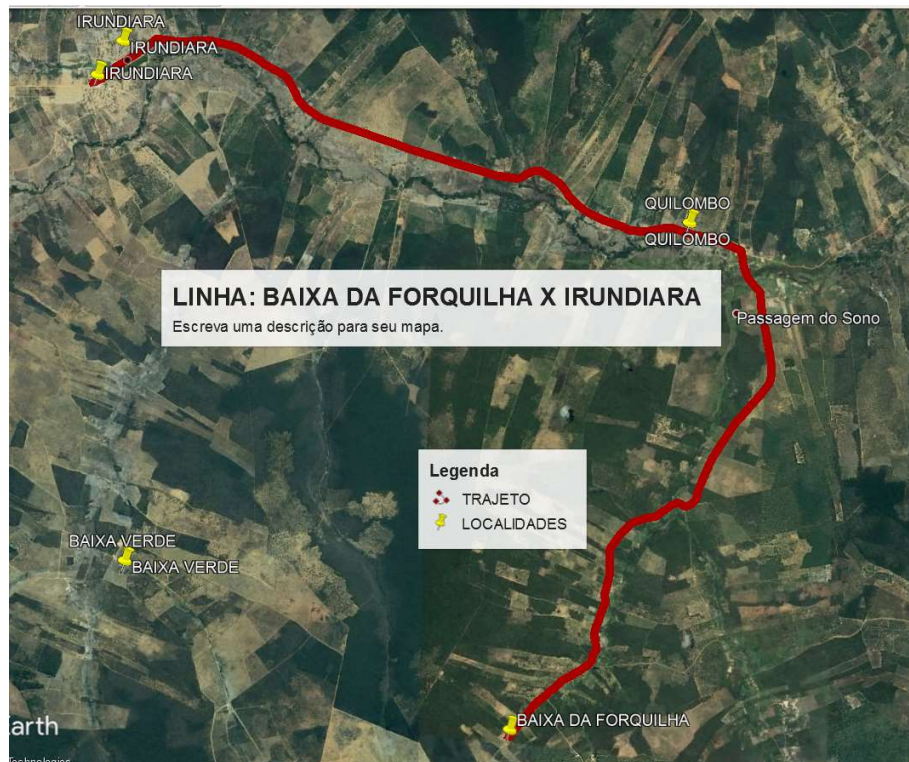 IRUNDIARA
IRUNDIARA
IRUNDIARA
QUILOMBO
QUILOMBO
LINHA: BAIXA DA FORQUILHA X IRUNDIARA
Escreva uma descrição para seu mapa.
Passagem do Sono
Legenda
TRAJETO
LOCALIDADES
BAIXA VERDE
BAIXA VERDE
BAIXA DA FORQUILHA
arth
Technologies